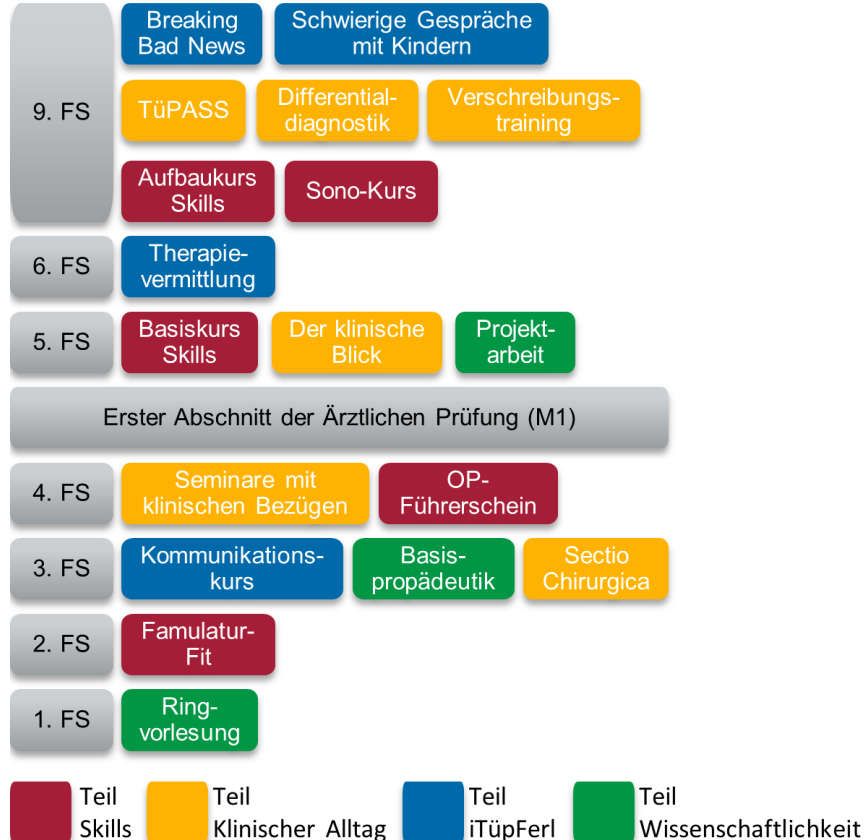 Breaking
Bad News
Schwierige Gespräche
mit Kindern
9. FS
TüPASS
Differential-
diagnostik
Verschreibungs-
training
Aufbaukurs
Skills
Sono-Kurs
6. FS
Therapie-
vermittlung
5. FS
Basiskurs
Skills
Der klinische
Blick
Projekt-
arbeit
Erster Abschnitt der Ärztlichen Prüfung (M1)
4. FS
Seminare mit
klinischen Bezügen
OP-
Führerschein
3. FS
Kommunikations-
kurs
Basis-
propädeutik
Sectio
Chirurgica
2. FS
Famulatur-
Fit
1. FS
Ring-
vorlesung
Teil
Skills
Teil
Klinischer Alltag
Teil
iTüpFerl
Teil
Wissenschaftlichkeit